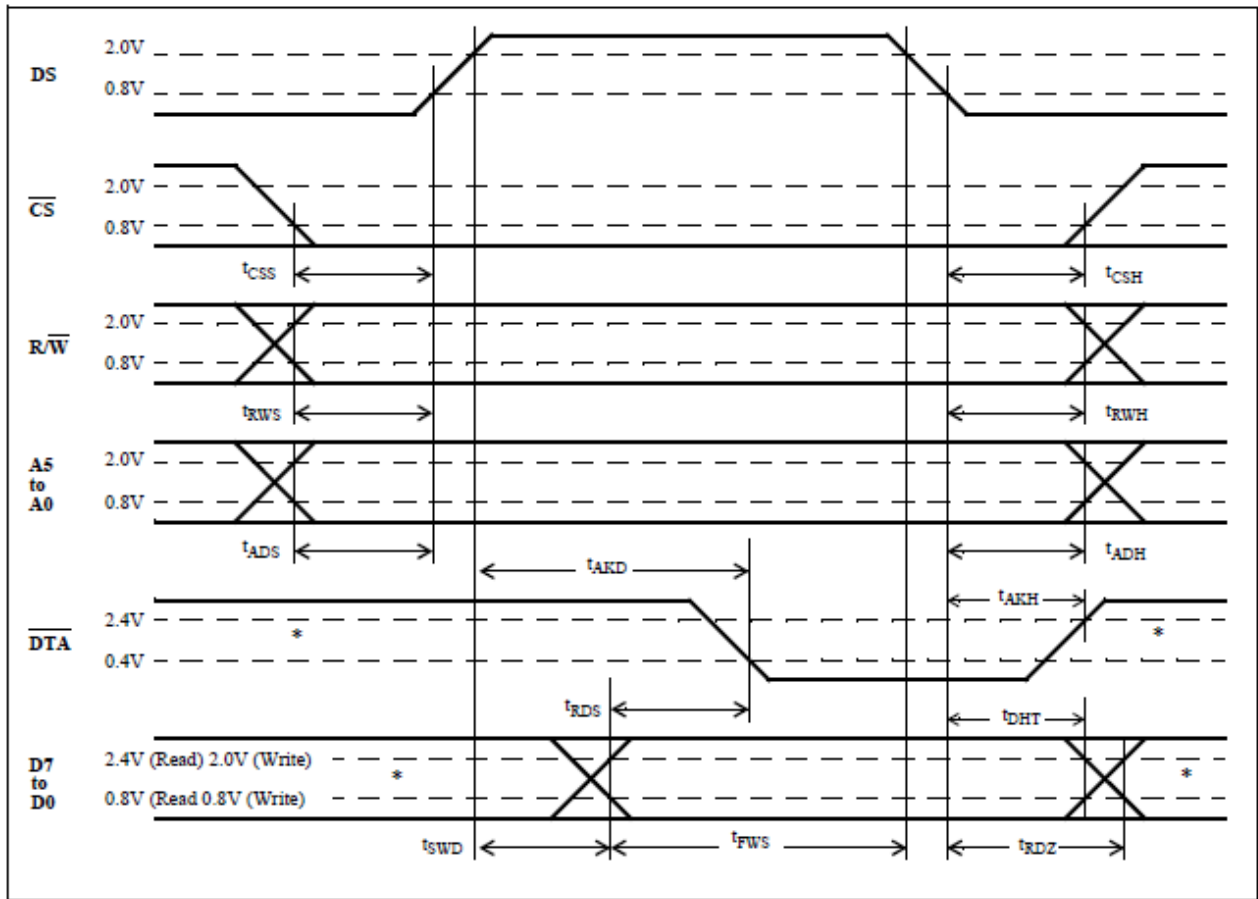 DS
2.0V
0.8V
CS
2.0V
0.8V
tCSS
tCSH
R/W
2.0V
0.8V
tRWS
tRWH
A5
to
A0
2.0V
0.8V
tADS
tAKD
tADH
tAKH
DTA
2.4V
0.4V
*
*
tRDS
tDHT
D7
to
D0
2.4V (Read) 2.0V (Write)
0.8V (Read 0.8V (Write)
*
*
tSWD
tFWS
tRDZ